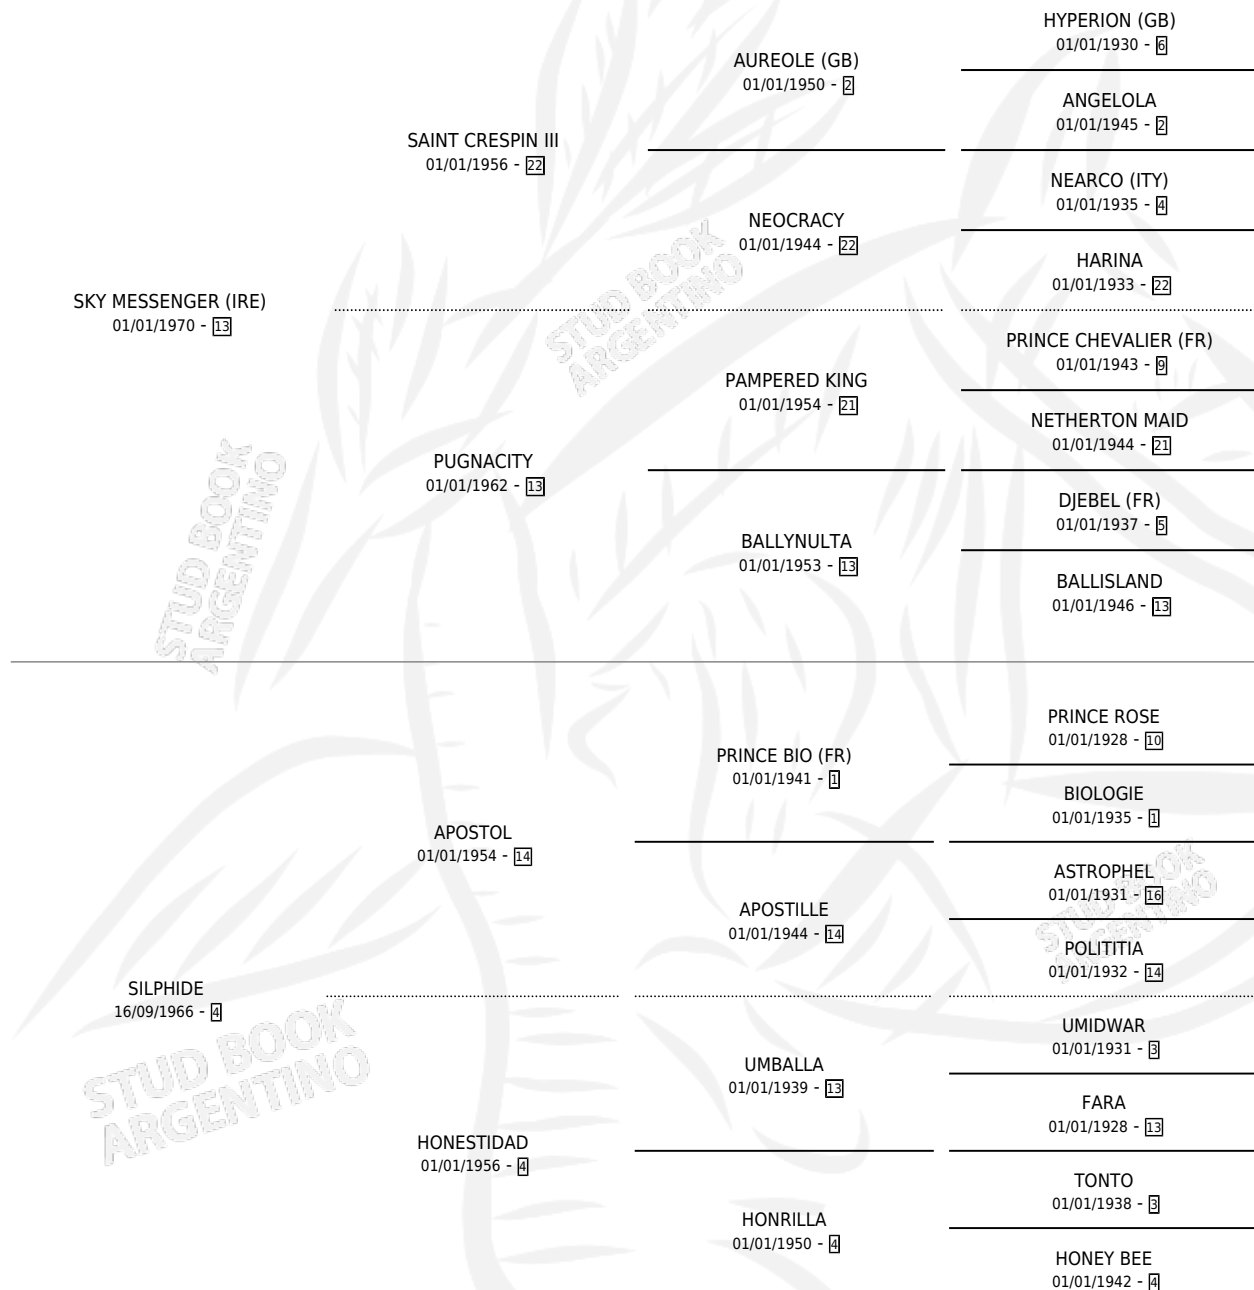 HYPERION (GB)
01/01/1930 - 6
AUREOLE (GB)
01/01/1950 - 2
ANGELOLA
01/01/1945 - 2
SAINT CRESPIN III
01/01/1956 - 22
NEARCO (ITY)
01/01/1935 - 4
NEOCRACY
01/01/1944 - 22
HARINA
01/01/1933 - 22
SKY MESSENGER (IRE)
01/01/1970 - 13
PRINCE CHEVALIER (FR)
01/01/1943 - 9
PAMPERED KING
01/01/1954 - 21
NETHERTON MAID
01/01/1944 - 21
PUGNACITY
01/01/1962 - 13
DJEBEL (FR)
01/01/1937 - 5
BALLYNULTA
01/01/1953 - 13
BALLISLAND
01/01/1946 - 13
PRINCE ROSE
01/01/1928 - 10
PRINCE BIO (FR)
01/01/1941 - 1
BIOLOGIE
01/01/1935 - 1
APOSTOL
01/01/1954 - 14
ASTROPHEL
01/01/1931 - 16
APOSTILLE
01/01/1944 - 14
POLITITIA
01/01/1932 - 14
SILPHIDE
16/09/1966 - 4
UMIDWAR
01/01/1931 - 3
UMBALLA
01/01/1939 - 13
FARA
01/01/1928 - 13
HONESTIDAD
01/01/1956 - 4
TONTO
01/01/1938 - 3
HONRILLA
01/01/1950 - 4
HONEY BEE
01/01/1942 - 4
STUD BOOK
ARGENTINO
STUD BOOK
ARGENTINO
STUD BOOK
ARGENTINO
STUD BOOK
ARGENTINO